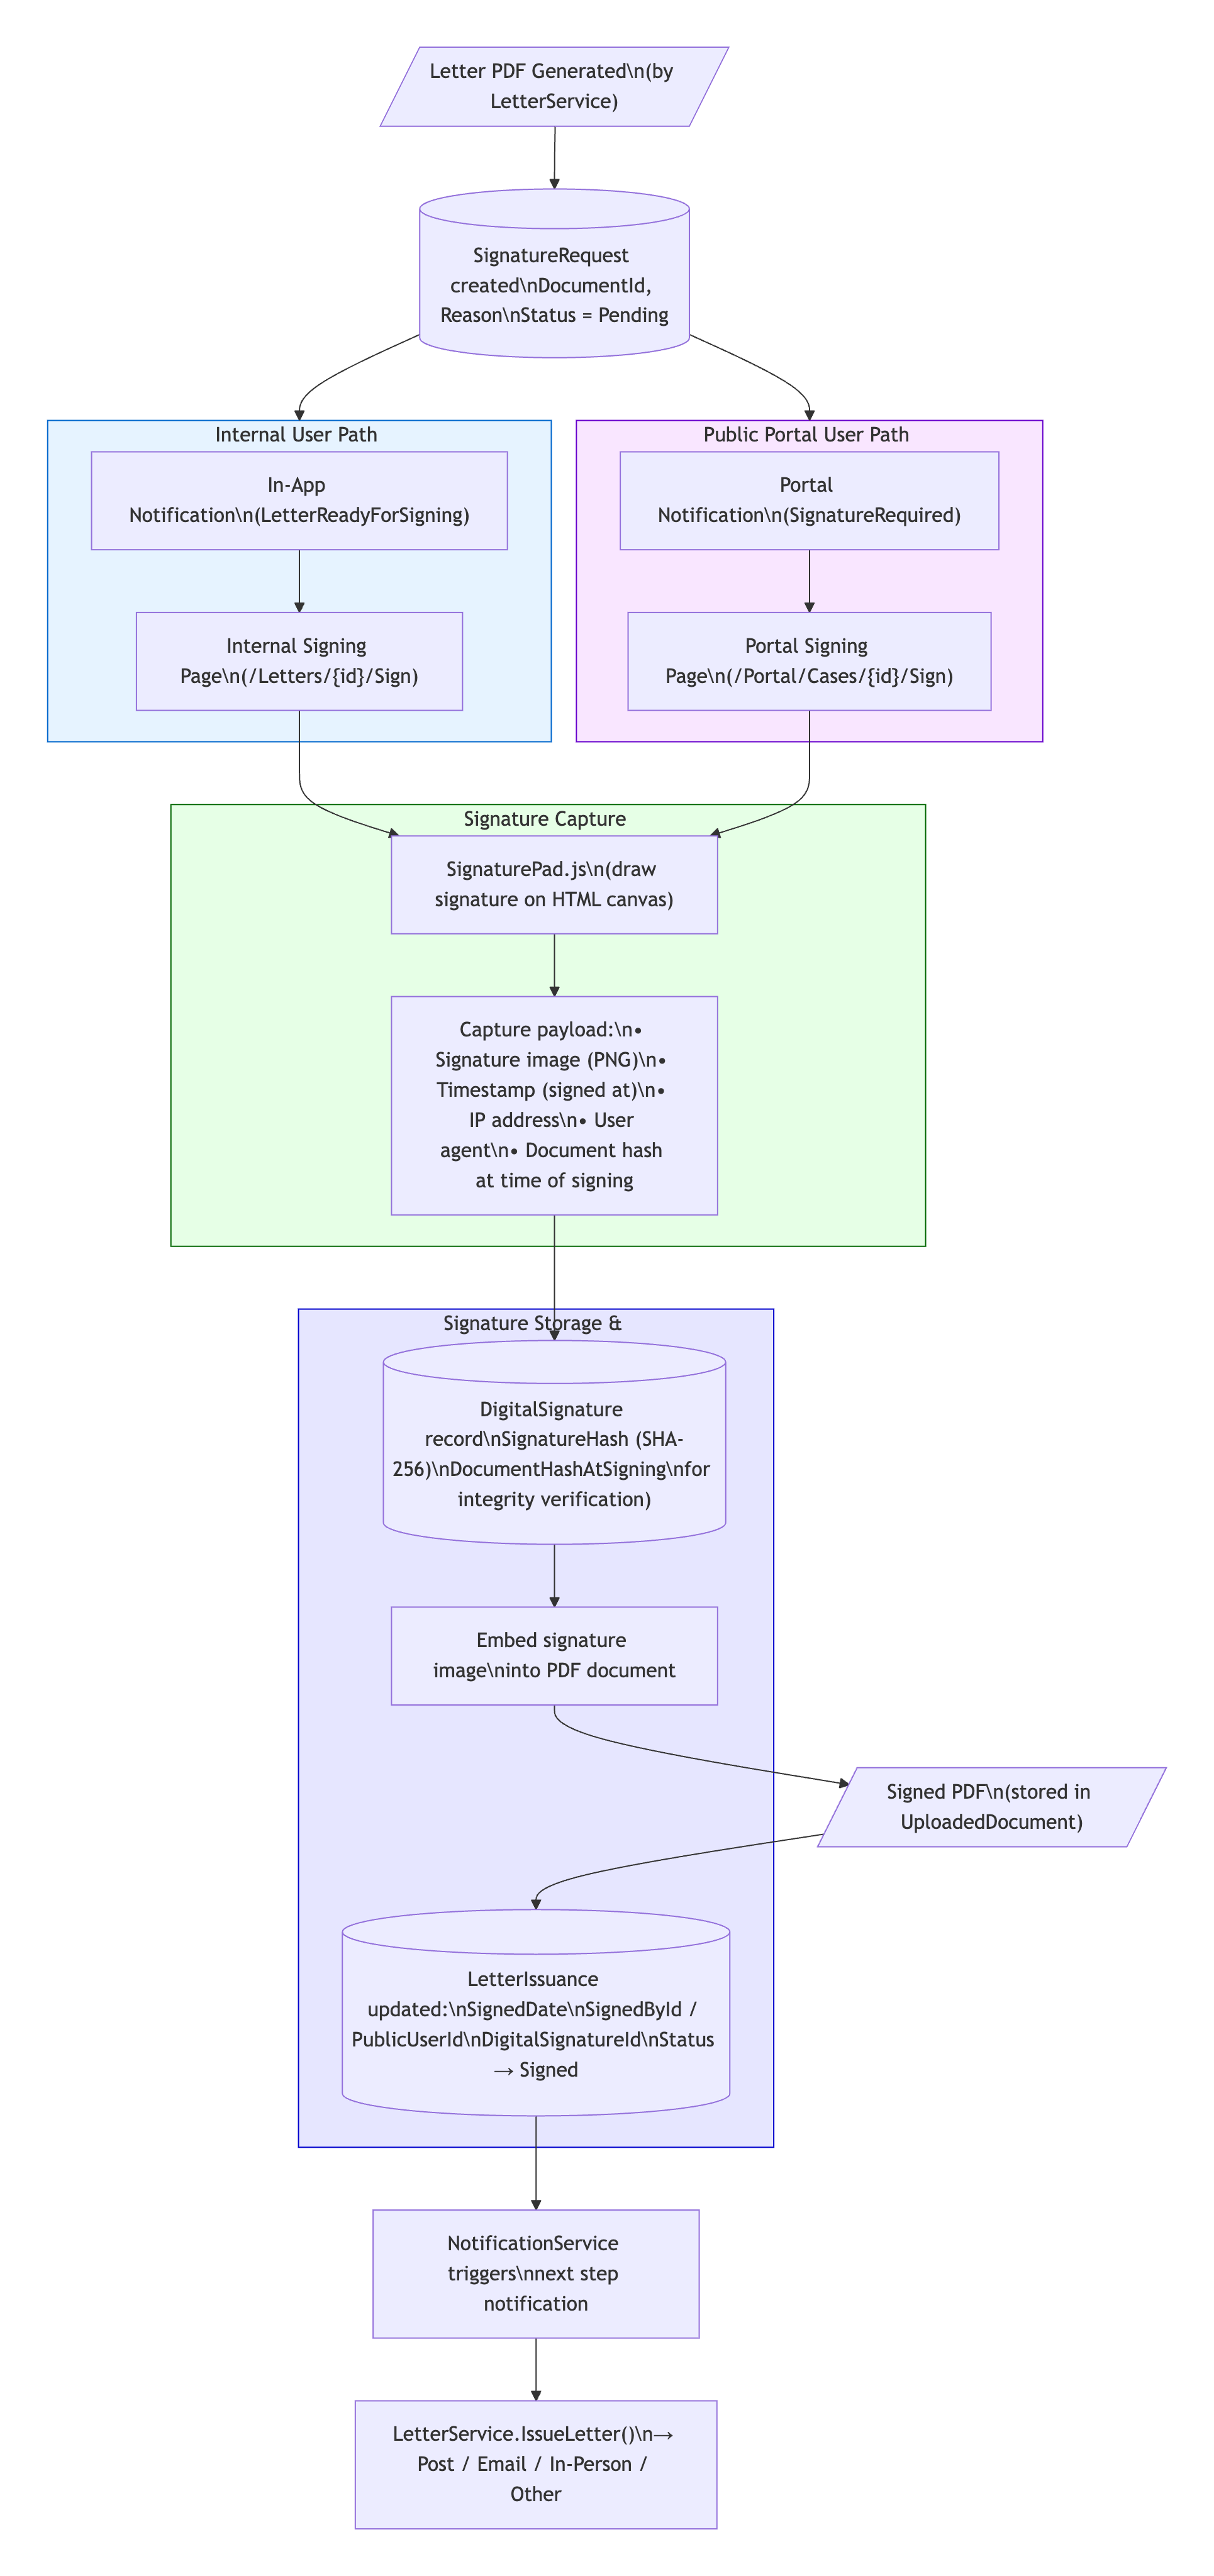 Letter PDF Generated\n(by
LetterService)
SignatureRequest
created\nDocumentId,
Reason\nStatus = Pending
Internal User Path
In-App
Notification\n(LetterReadyForSigning)
Internal Signing
Page\n(/Letters/{id}/Sign)
Public Portal User Path
Portal
Notification\n(SignatureRequired)
Portal Signing
Page\n(/Portal/Cases/{id}/Sign)
Signature Capture
SignaturePad.js\n(draw
signature on HTML canvas)
Capture payload:\n•
Signature image (PNG)\n•
Timestamp (signed at)\n•
IP address\n• User
agent\n• Document hash
at time of signing
Signature Storage &
DigitalSignature
record\nSignatureHash (SHA-
256)\nDocumentHashAtSigning\nfor
integrity verification)
Embed signature
image\ninto PDF document
Signed PDF\n(stored in
UploadedDocument)
LetterIssuance
updated:\nSignedDate\nSignedById /
PublicUserId\nDigitalSignatureId\nStatus
→ Signed
NotificationService
triggers\nnext step
notification
LetterService.IssueLetter()\n→
Post / Email / In-Person /
Other